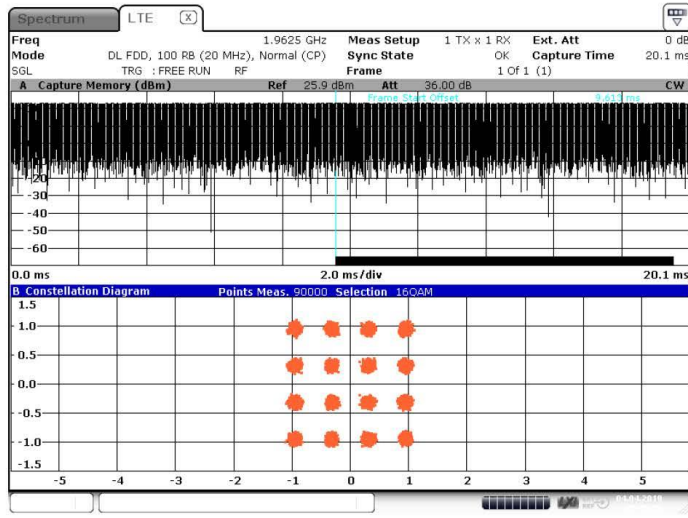 Spectrum LTE X
Freq 1.9625 GHz Meas Setup 1 TX x 1 RX Ext. Att 0 dB
Mode DL FDD, 100 RB (20 MHz), Normal (CP) Sync State OK Capture Time 20.1 ms
SGL TRG : FREE RUN RF Frame 1 Of 1 (1)
A Capture Memory (dBm) Ref 25.9 dBm Att 36.00 dB CW
Frame Start Offset 9.613 ms
-20
-30
-40
-50
-60
0.0 ms 2.0 ms/div 20.1 ms
B Constellation Diagram Points Meas. 90000 Selection 16QAM
1.5
1.0
0.5
0.0
-0.5
-1.0
-1.5
-5 -4 -3 -2 -1 0 1 2 3 4 5
LXI 04.04.2019